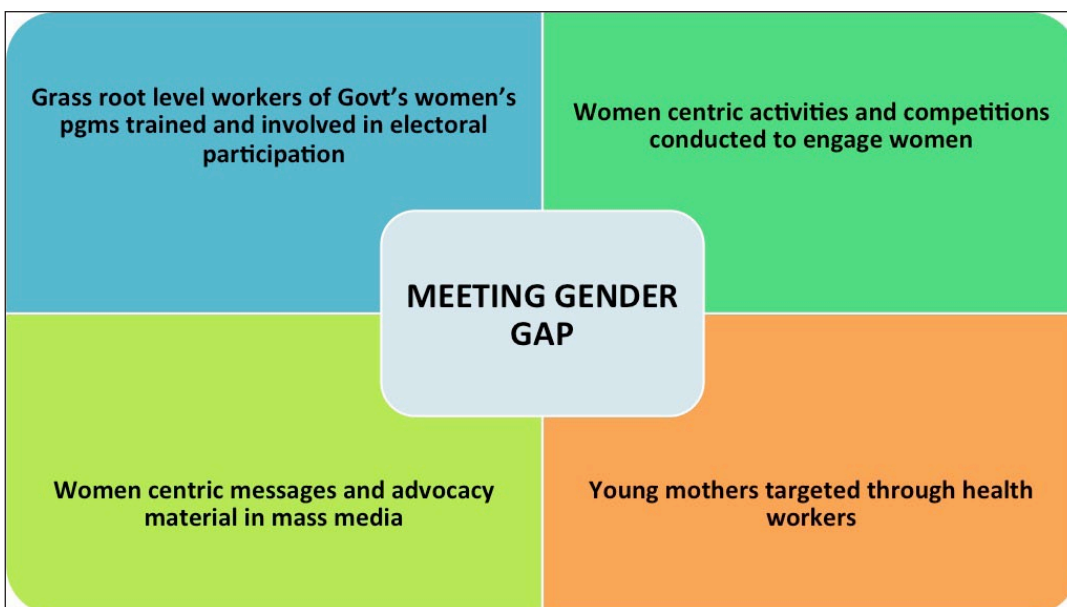 Grass root level workers of Govt’s women’s
pgms trained and involved in electoral
participation
Women centric activities and competitions
conducted to engage women
MEETING GENDER
GAP
Women centric messages and advocacy
material in mass media
Young mothers targeted through health
workers